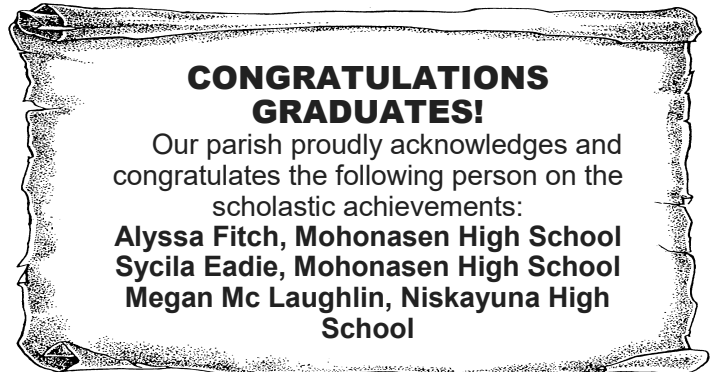 CONGRATULATIONS
GRADUATES!
Our parish proudly acknowledges and
congratulates the following person on the
scholastic achievements:
Alyssa Fitch, Mohonasen High School
Sycila Eadie, Mohonasen High School
Megan Mc Laughlin, Niskayuna High
School